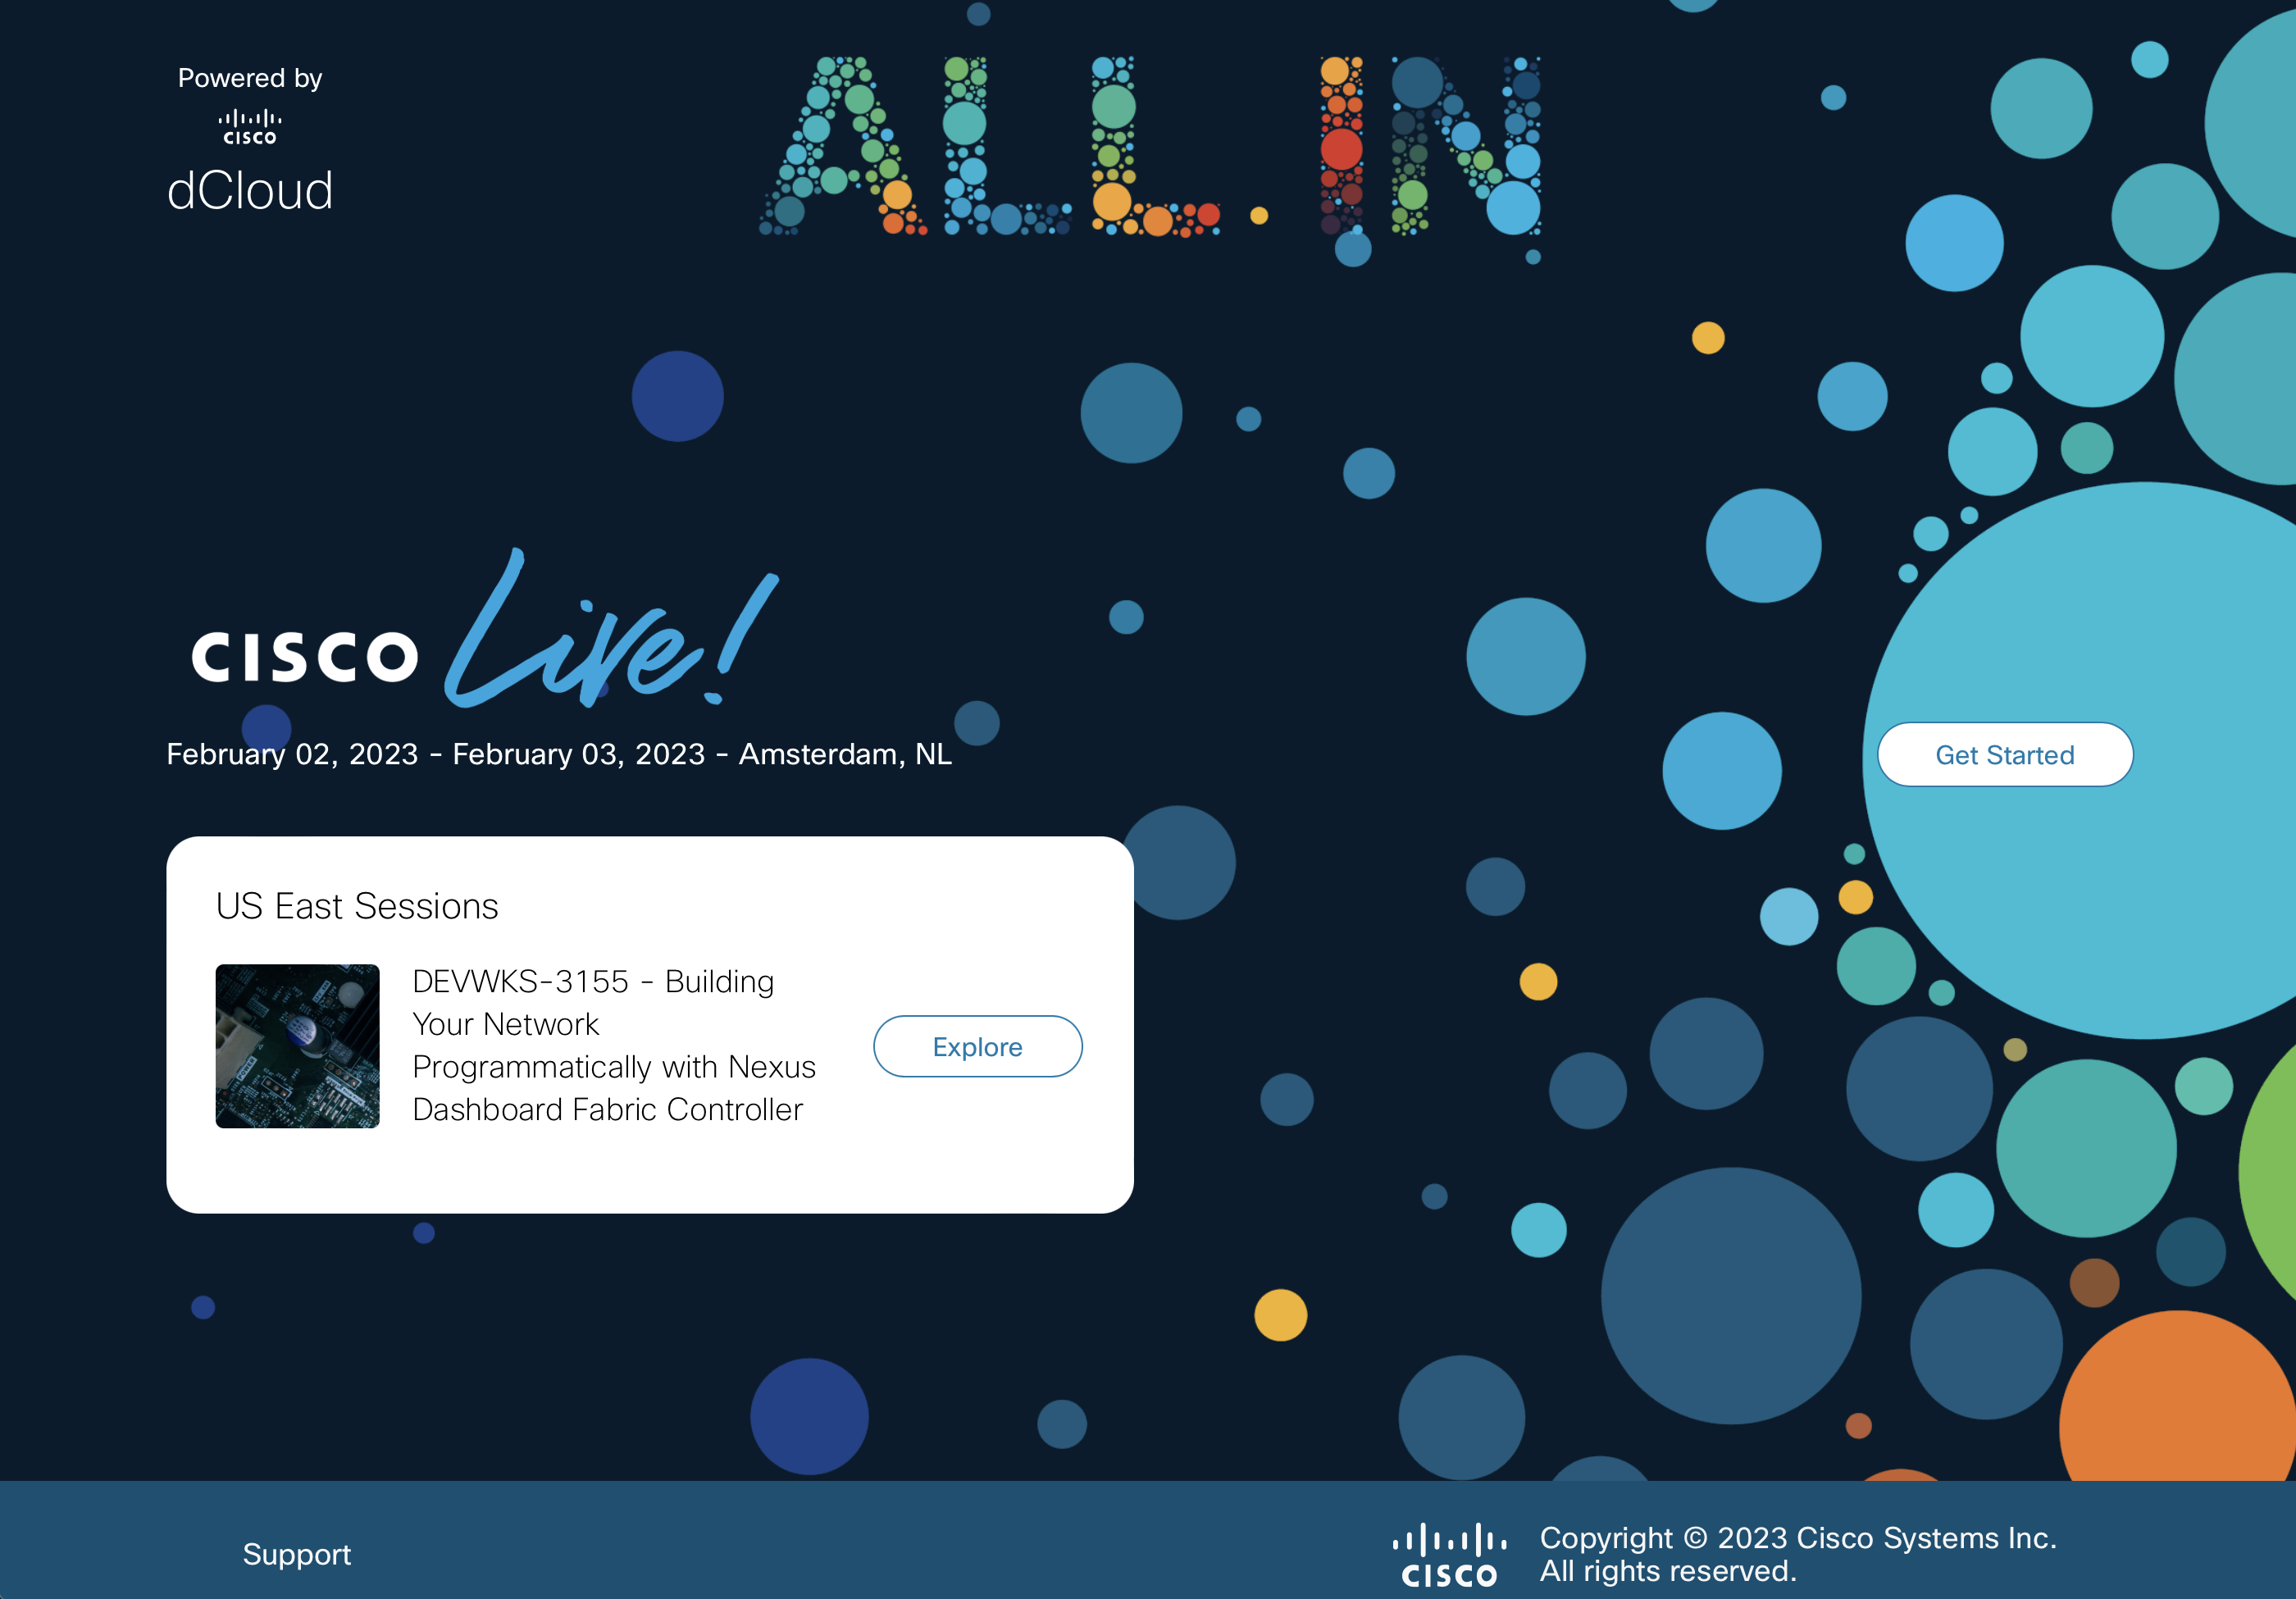 Powered by
CISCO
dCloud
ALL.IN
CISCO Live!
February 02, 2023 - February 03, 2023 - Amsterdam, NL
Get Started
US East Sessions
DEVWKS-3155 - Building
Your Network
Programmatically with Nexus
Dashboard Fabric Controller
Explore
Support
CISCO
Copyright © 2023 Cisco Systems Inc.
All rights reserved.